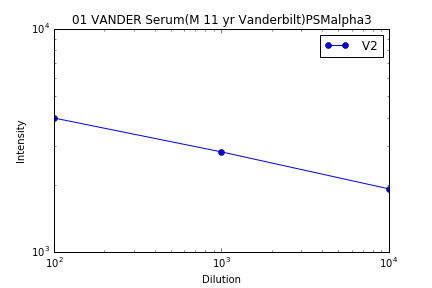 01 VANDER Serum(M 11 yr Vanderbilt)PSMalpha3
10⁴
V2
Intensity
10³
10² 10³ 10⁴
Dilution